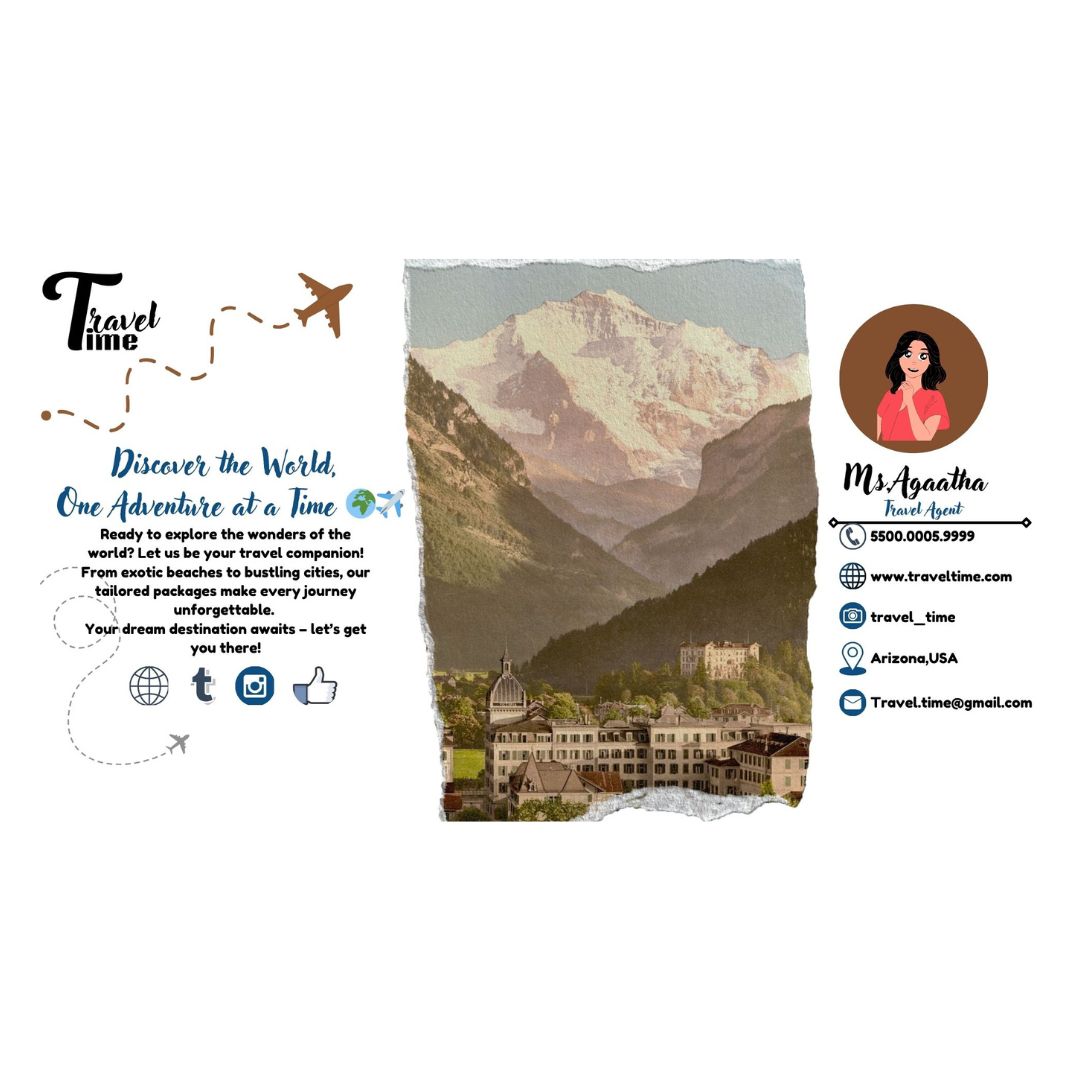 Travel
Time
Discover the World,
One Adventure at a Time 🌍✈️
Ready to explore the wonders of the
world? Let us be your travel companion!
From exotic beaches to bustling cities, our
tailored packages make every journey
unforgettable.
Your dream destination awaits – let’s get
you there!
t
Ms.Agaatha
Travel Agent
5500.0005.9999
www.traveltime.com
travel_time
Arizona,USA
Travel.time@gmail.com